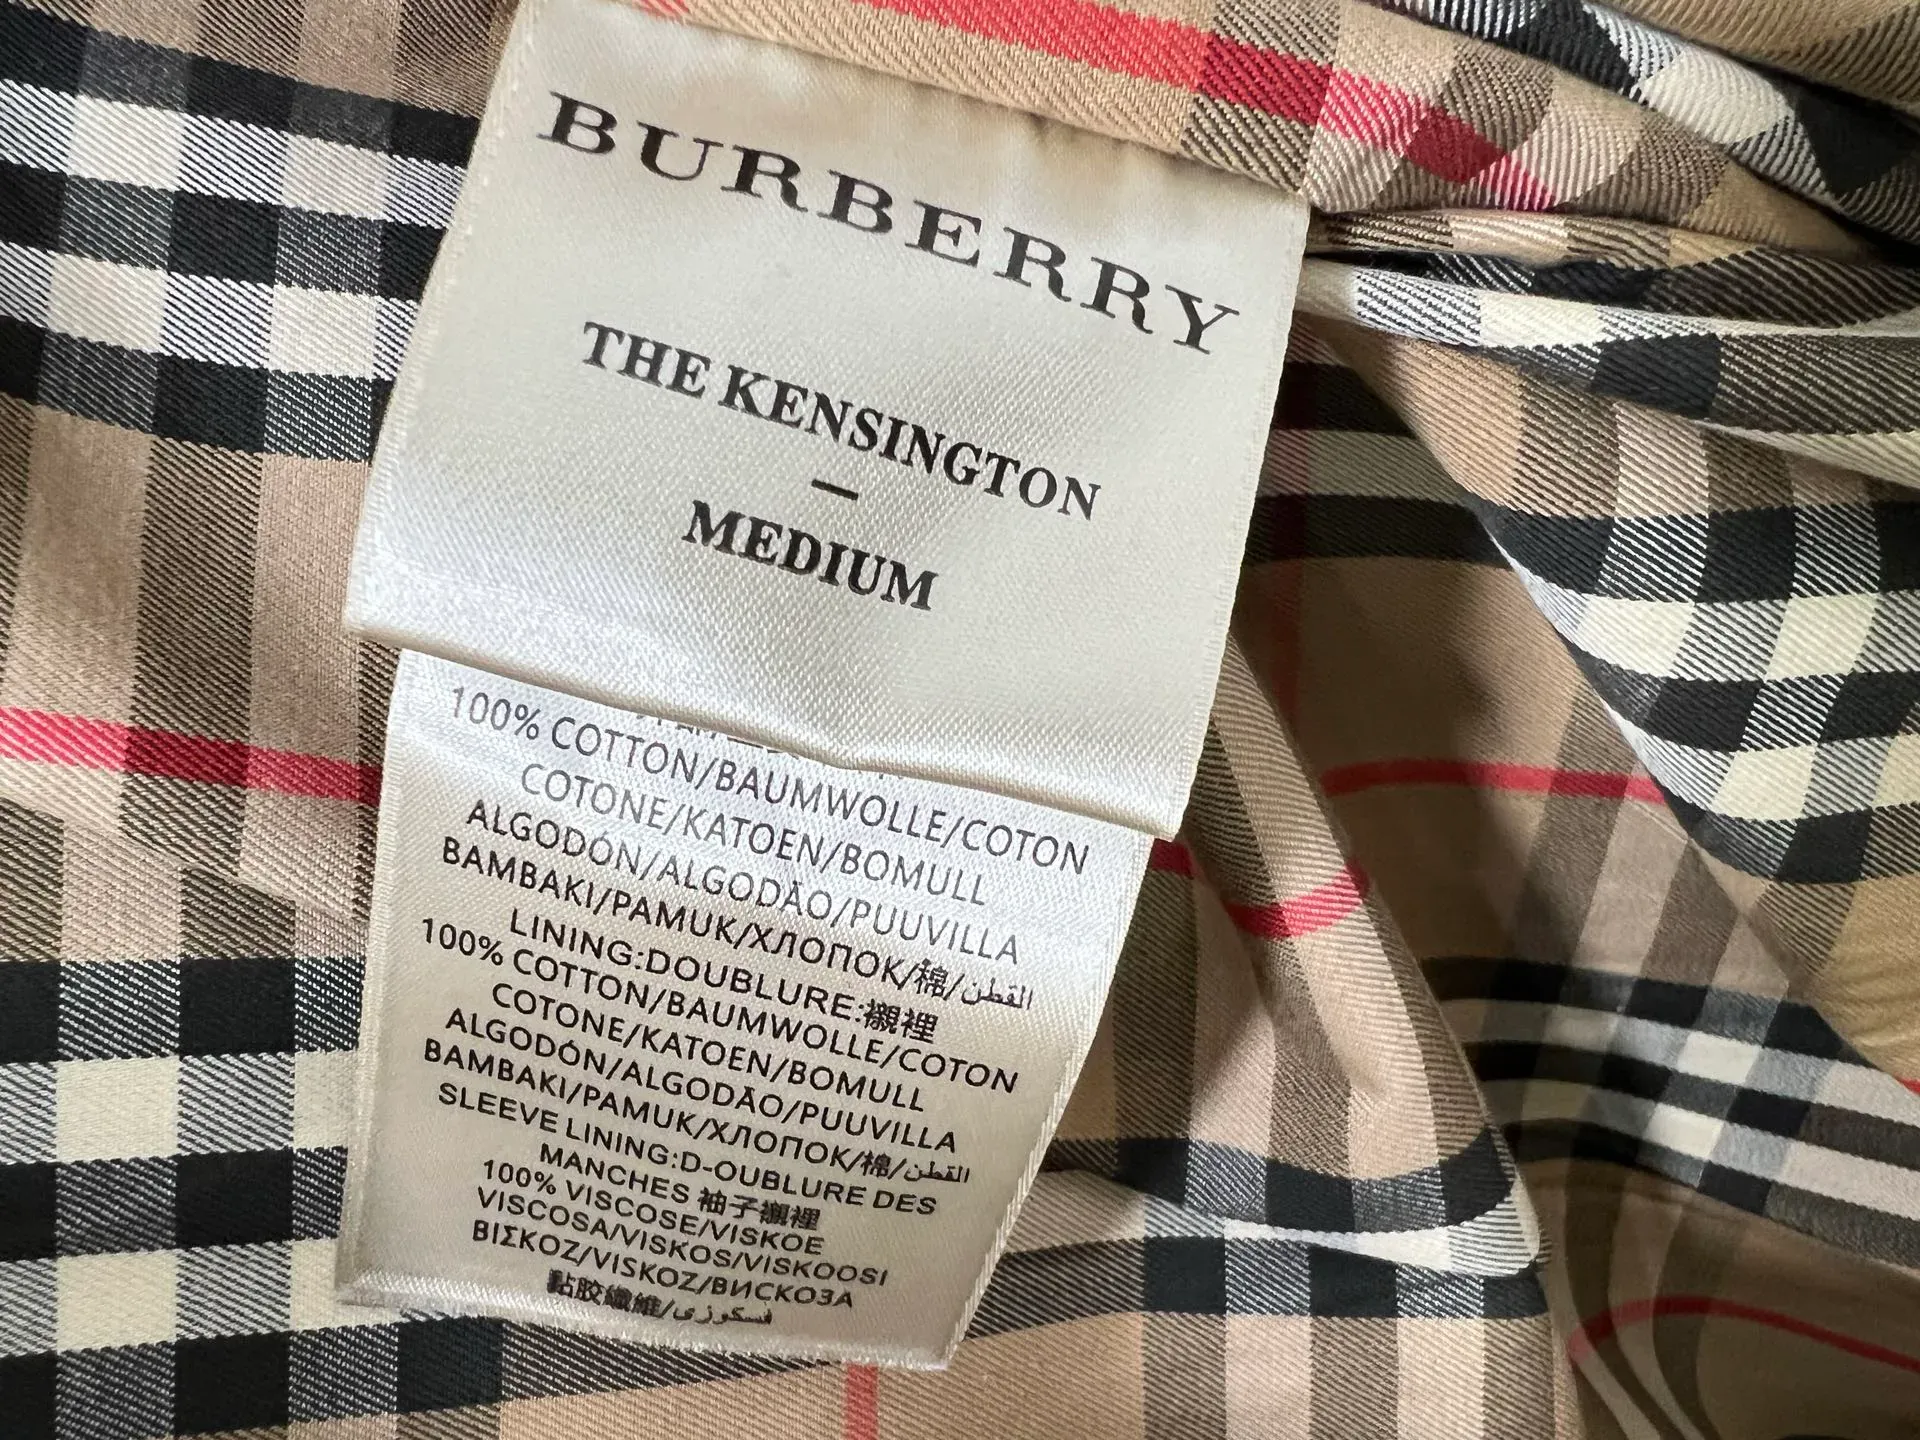 BURBERRY
THE KENSINGTON
–
MEDIUM
100% COTTON/BAUMWOLLE/COTON
COTONE/KATOEN/BOMULL
ALGODÓN/ALGODÃO/PUUVILLA
BAMBAKI/PAMUK/ХЛОПОК/棉/القطن
LINING:DOUBLURE:襯裡
100% COTTON/BAUMWOLLE/COTON
COTONE/KATOEN/BOMULL
ALGODÓN/ALGODÃO/PUUVILLA
BAMBAKI/PAMUK/ХЛОПОК/棉/القطن
SLEEVE LINING:D-OUBLURE DES
MANCHES 袖子襯裡
100% VISCOSE/VISKOE
VISCOSA/VISKOS/VISKOOSI
ΒΙΣΚΟΖ/VISKOZ/ВИСКОЗА
黏胶纖維/فسكوزي